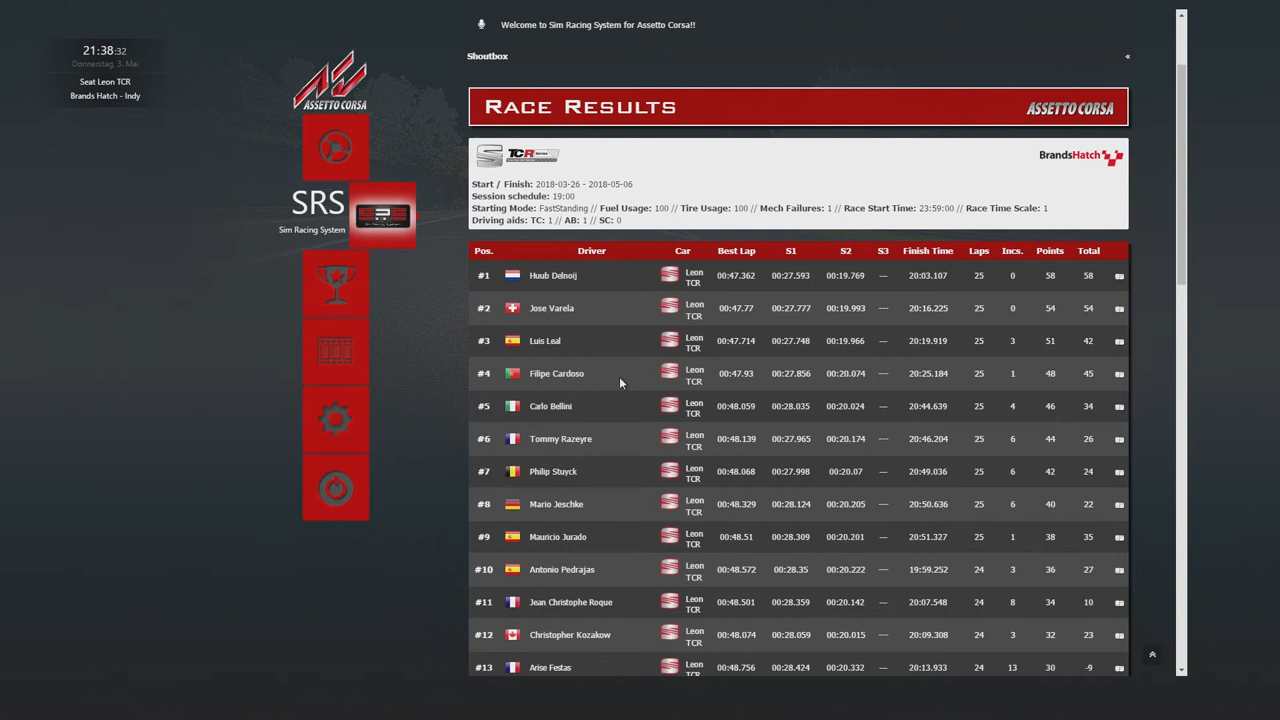 Welcome to Sim Racing System for Assetto Corsa!!
21:38:32
Donnerstag, 3. Mai
Seat Leon TCR
Brands Hatch - Indy
Shoutbox «
ASSETTO CORSA
RACE RESULTS ASSETTO CORSA
TCR BrandsHatch
Start / Finish: 2018-03-26 - 2018-05-06
Session schedule: 19:00
Starting Mode: FastStanding // Fuel Usage: 100 // Tire Usage: 100 // Mech Failures: 1 // Race Start Time: 23:59:00 // Race Time Scale: 1
Driving aids: TC: 1 // AB: 1 // SC: 0
SRS
Sim Racing System
Pos. Driver Car Best Lap S1 S2 S3 Finish Time Laps Incs. Points Total
#1 Huub Delnoij Leon TCR 00:47.362 00:27.593 00:19.769 --- 20:03.107 25 0 58 58
#2 Jose Varela Leon TCR 00:47.77 00:27.777 00:19.993 --- 20:16.225 25 0 54 54
#3 Luis Leal Leon TCR 00:47.714 00:27.748 00:19.966 --- 20:19.919 25 3 51 42
#4 Filipe Cardoso Leon TCR 00:47.93 00:27.856 00:20.074 --- 20:25.184 25 1 48 45
#5 Carlo Bellini Leon TCR 00:48.059 00:28.035 00:20.024 --- 20:44.639 25 4 46 34
#6 Tommy Razeyre Leon TCR 00:48.139 00:27.965 00:20.174 --- 20:46.204 25 6 44 26
#7 Philip Stuyck Leon TCR 00:48.068 00:27.998 00:20.07 --- 20:49.036 25 6 42 24
#8 Mario Jeschke Leon TCR 00:48.329 00:28.124 00:20.205 --- 20:50.636 25 6 40 22
#9 Mauricio Jurado Leon TCR 00:48.51 00:28.309 00:20.201 --- 20:51.327 25 1 38 35
#10 Antonio Pedrajas Leon TCR 00:48.572 00:28.35 00:20.222 --- 19:59.252 24 3 36 27
#11 Jean Christophe Roque Leon TCR 00:48.501 00:28.359 00:20.142 --- 20:07.548 24 8 34 10
#12 Christopher Kozakow Leon TCR 00:48.074 00:28.059 00:20.015 --- 20:09.308 24 3 32 23
#13 Arise Festas Leon TCR 00:48.756 00:28.424 00:20.332 --- 20:13.933 24 13 30 -9